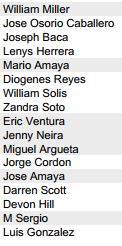 William Miller
Jose Osorio Caballero
Joseph Baca
Lenys Herrera
Mario Amaya
Diogenes Reyes
William Solis
Zandra Soto
Eric Ventura
Jenny Neira
Miguel Argueta
Jorge Cordon
Jose Amaya
Darren Scott
Devon Hill
M Sergio
Luis Gonzalez